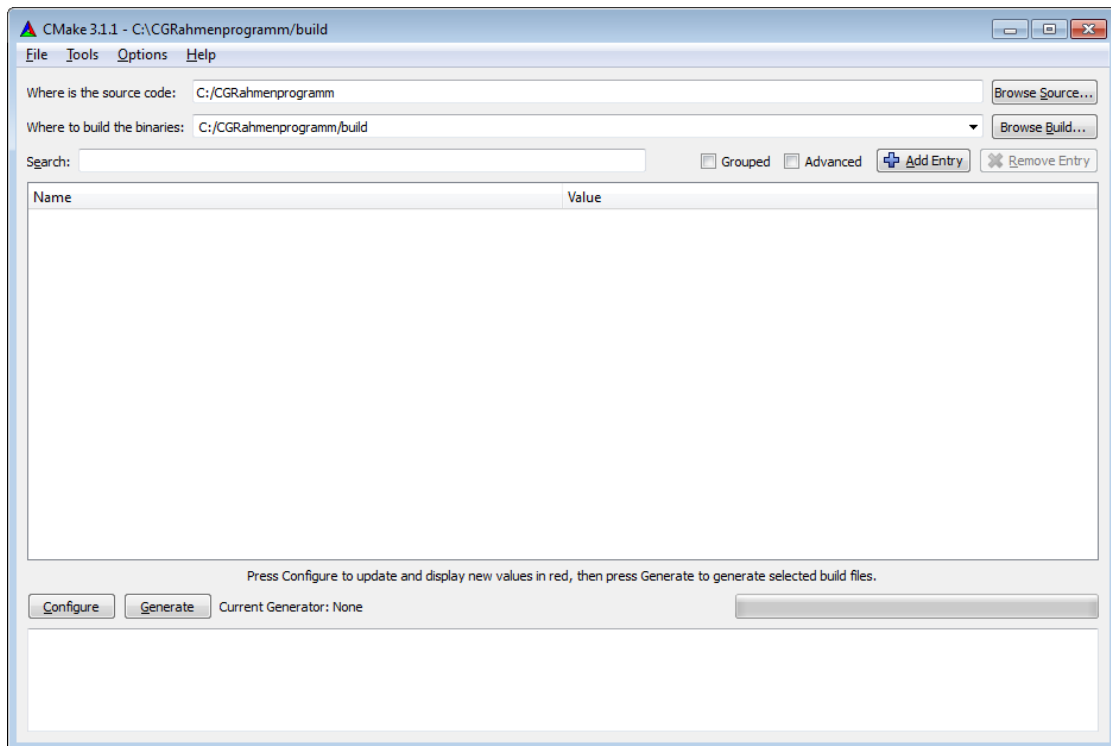 CMake 3.1.1 - C:\CGRahmenprogramm/build
File Tools Options Help
Where is the source code: C:/CGRahmenprogramm Browse Source...
Where to build the binaries: C:/CGRahmenprogramm/build Browse Build...
Search: Grouped Advanced Add Entry Remove Entry
Name Value
Press Configure to update and display new values in red, then press Generate to generate selected build files.
Configure Generate Current Generator: None